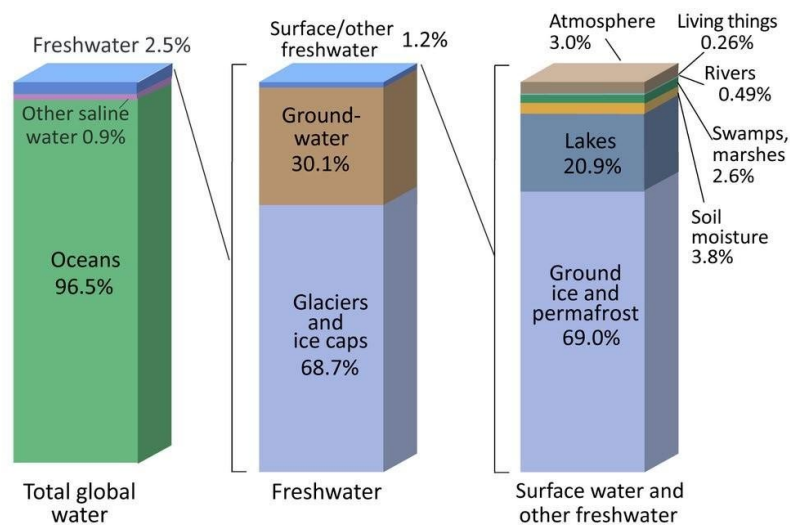 Freshwater 2.5%
Other saline
water 0.9%
Oceans
96.5%
Total global
water
Surface/other
freshwater 1.2%
Ground-
water
30.1%
Glaciers
and
ice caps
68.7%
Freshwater
Atmosphere
3.0%
Living things
0.26%
Rivers
0.49%
Swamps,
marshes
2.6%
Soil
moisture
3.8%
Lakes
20.9%
Ground
ice and
permafrost
69.0%
Surface water and
other freshwater